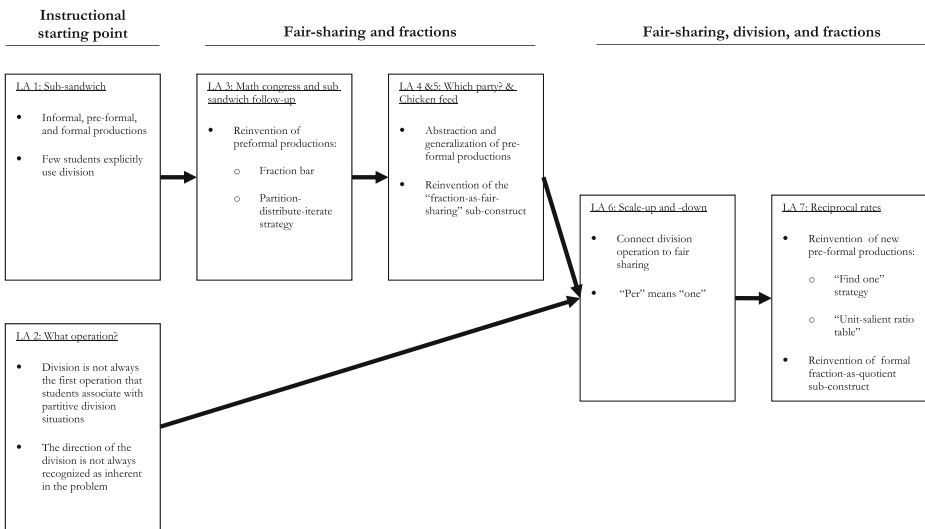 Instructional
starting point
Fair-sharing and fractions
Fair-sharing, division, and fractions
LA 1: Sub-sandwich
• Informal, pre-formal,
and formal productions
• Few students explicitly
use division
LA 3: Math congress and sub
sandwich follow-up
• Reinvention of
preformal productions:
o Fraction bar
o Partition-
distribute-iterate
strategy
LA 4 &5: Which party? &
Chicken feed
• Abstraction and
generalization of pre-
formal productions
• Reinvention of the
“fraction-as-fair-
sharing” sub-construct
LA 6: Scale-up and -down
• Connect division
operation to fair
sharing
• “Per” means “one”
LA 7: Reciprocal rates
• Reinvention of new
pre-formal productions:
o “Find one”
strategy
o “Unit-salient ratio
table”
• Reinvention of formal
fraction-as-quotient
sub-construct
LA 2: What operation?
• Division is not always
the first operation that
students associate with
partitive division
situations
• The direction of the
division is not always
recognized as inherent
in the problem